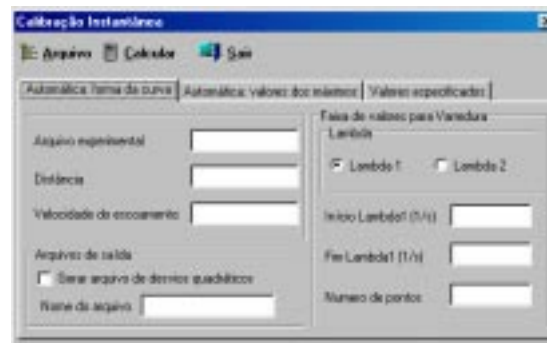 Calibração Instantânea
Arquivo Calcular Sair
Automática: forma da curva Automática: valores dos máximos Valores especificados
Arquivo experimental
Distância
Velocidade do escoamento
Arquivos de saída
Gerar arquivo de desvios quadráticos
Nome do arquivo
Faixa de valores para Varredura
Lambda
Lambda 1 Lambda 2
Início Lambda1 (1/s)
Fim Lambda1 (1/s)
Numero de pontos